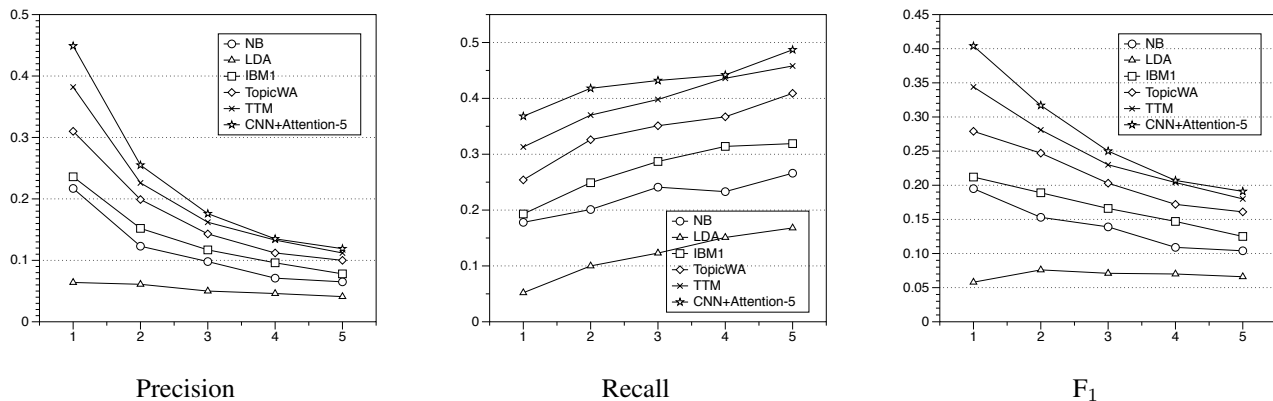 0.5
0.4
0.3
0.2
0.1
0
1 2 3 4 5
NB
LDA
IBM1
TopicWA
TTM
CNN+Attention-5
Precision
0.5
0.4
0.3
0.2
0.1
0
1 2 3 4 5
NB
LDA
IBM1
TopicWA
TTM
CNN+Attention-5
Recall
0.45
0.40
0.35
0.30
0.25
0.20
0.15
0.10
0.05
0
1 2 3 4 5
NB
LDA
IBM1
TopicWA
TTM
CNN+Attention-5
F₁